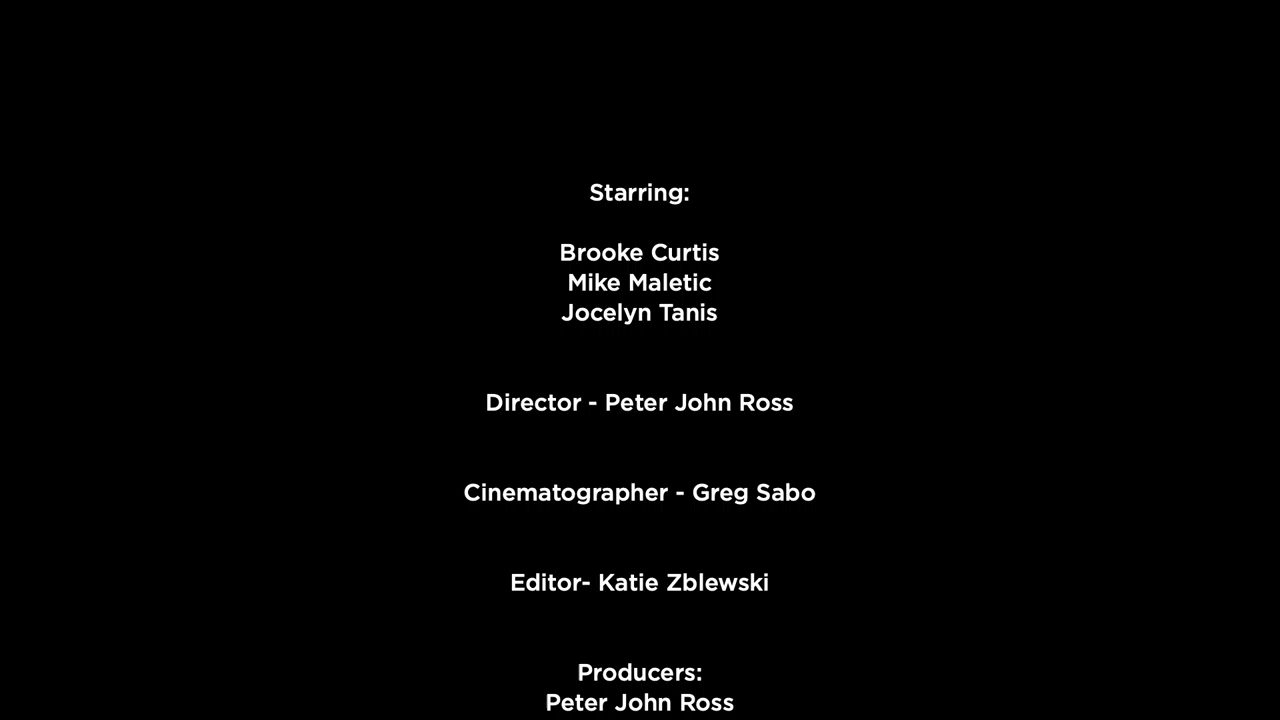 Starring:
Brooke Curtis
Mike Maletic
Jocelyn Tanis
Director - Peter John Ross
Cinematographer - Greg Sabo
Editor- Katie Zblewski
Producers:
Peter John Ross